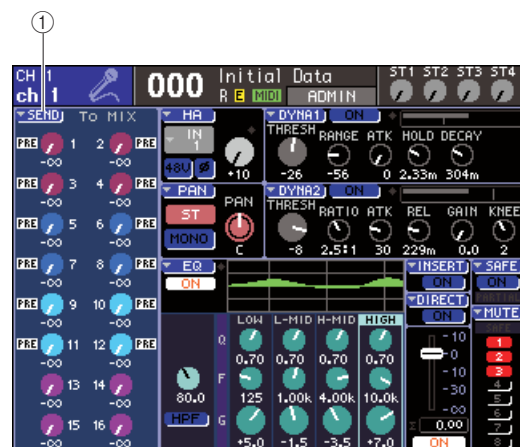 1
CH 1
ch 1
000
Initial Data
R E MIDI ADMIN
ST1 ST2 ST3 ST4
SEND To MIX
PRE 1 2 PRE
-∞ -∞
PRE 3 4 PRE
-∞ -∞
PRE 5 6 PRE
-∞ -∞
PRE 7 8 PRE
-∞ -∞
PRE 9 10 PRE
-∞ -∞
PRE 11 12 PRE
-∞ -∞
13 14
-∞ -∞
15 16
-∞ -∞
HA
IN
1
48V ø
+10
PAN
ST
MONO
PAN
C
DYNA1 ON
THRESH RANGE ATK HOLD DECAY
-26 -56 0 2.33m 304m
DYNA2 ON
THRESH RATIO ATK REL GAIN KNEE
-8 2.5:1 30 229m 0.0 2
EQ
ON
LOW L-MID H-MID HIGH
Q
0.70 0.70 0.70 0.70
F
80.0 125 1.00k 4.00k 10.0k
HPF
G
+5.0 -1.5 -3.5 +7.0
INSERT
ON
DIRECT
ON
10
0
-10
-30
-∞
Σ 0.00
ON
SAFE
ON
PARTIAL
MUTE
SAFE
1
2
3
4
5
6
7
8